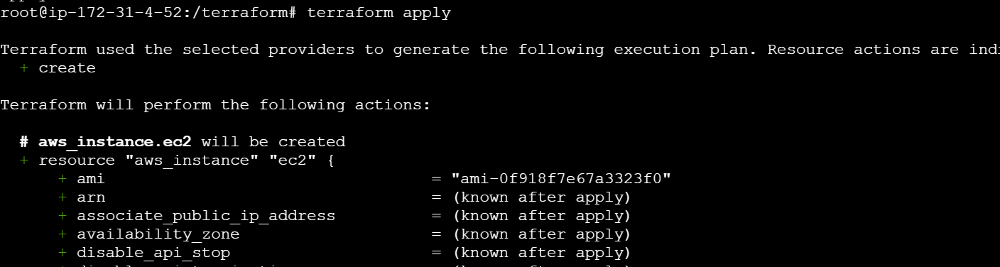 root@ip-172-31-4-52:/terraform# terraform apply
Terraform used the selected providers to generate the following execution plan. Resource actions are
+ create
Terraform will perform the following actions:
# aws_instance.ec2 will be created
+ resource "aws_instance" "ec2" {
+ ami = "ami-0f918f7e67a3323f0"
+ arn = (known after apply)
+ associate_public_ip_address = (known after apply)
+ availability_zone = (known after apply)
+ disable_api_stop = (known after apply)